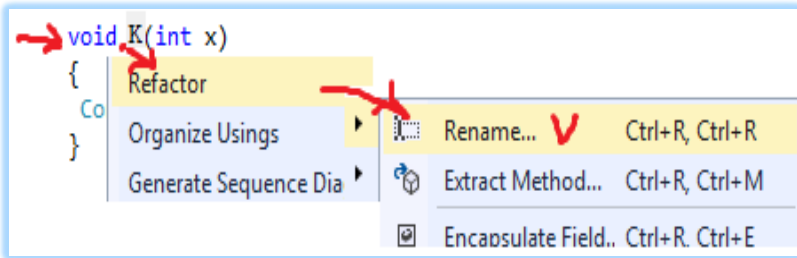 void K(int x)
{
Refactor
Co
Organize Usings
Rename... Ctrl+R, Ctrl+R
}
Generate Sequence Dia
Extract Method... Ctrl+R, Ctrl+M
Encapsulate Field.. Ctrl+R, Ctrl+E